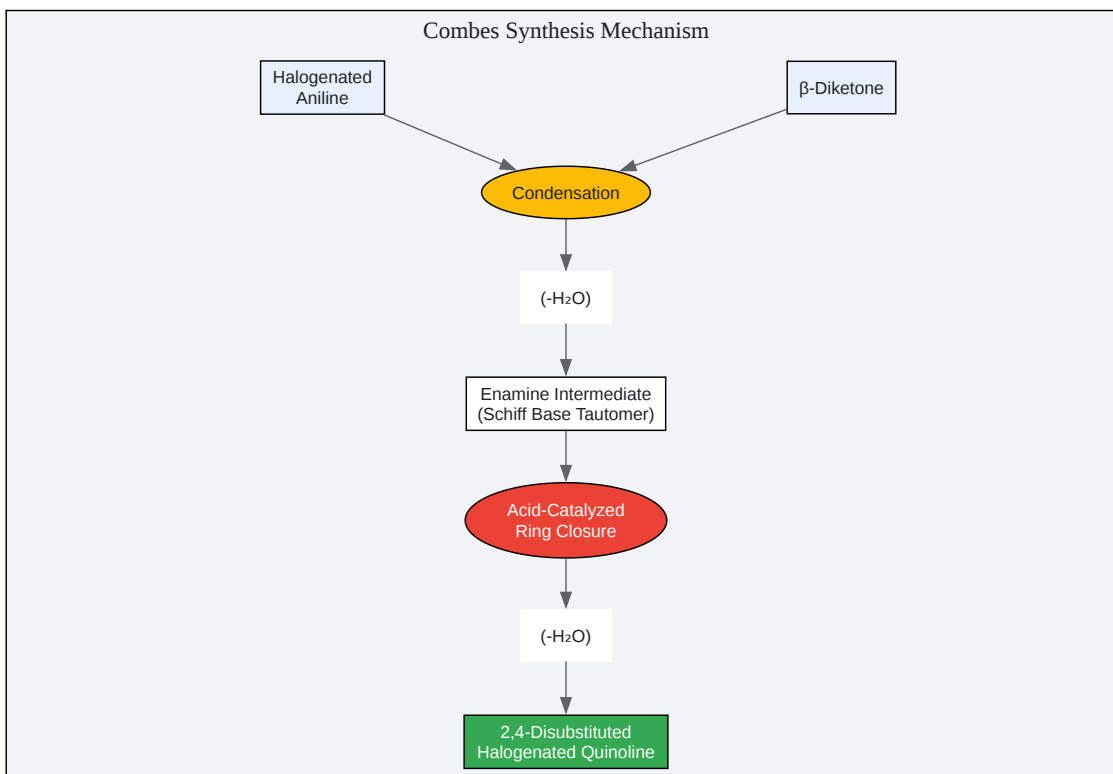 Combes Synthesis Mechanism
Halogenated
Aniline
β-Diketone
Condensation
(-H₂O)
Enamine Intermediate
(Schiff Base Tautomer)
Acid-Catalyzed
Ring Closure
(-H₂O)
2,4-Disubstituted
Halogenated Quinoline